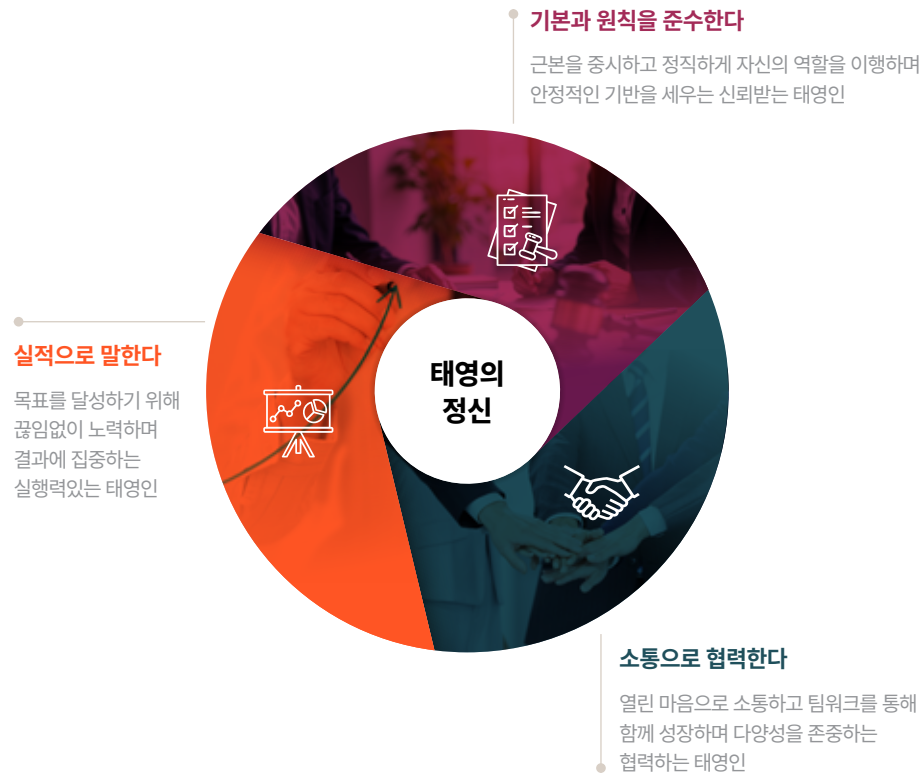 기본과 원칙을 준수한다
근본을 중시하고 정직하게 자신의 역할을 이행하며
안정적인 기반을 세우는 신뢰받는 태영인
실적으로 말한다
목표를 달성하기 위해
끊임없이 노력하며
결과에 집중하는
실행력있는 태영인
태영의
정신
소통으로 협력한다
열린 마음으로 소통하고 팀워크를 통해
함께 성장하며 다양성을 존중하는
협력하는 태영인